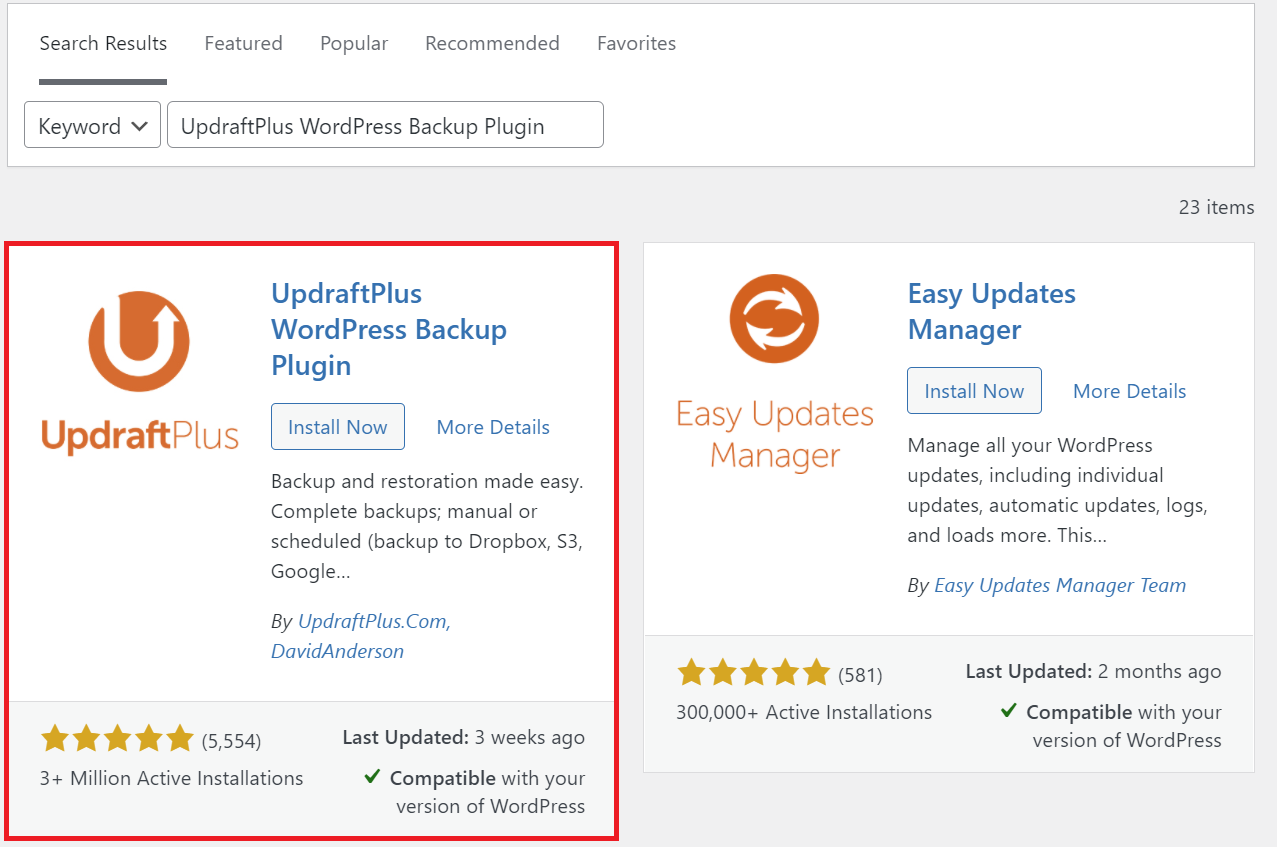 Search Results Featured Popular Recommended Favorites
Keyword UpdraftPlus WordPress Backup Plugin
23 items
UpdraftPlus
UpdraftPlus
WordPress Backup
Plugin
Install Now More Details
Backup and restoration made easy.
Complete backups; manual or
scheduled (backup to Dropbox, S3,
Google...
By UpdraftPlus.Com,
DavidAnderson
(5,554)
3+ Million Active Installations
Last Updated: 3 weeks ago
Compatible with your
version of WordPress
Easy Updates
Manager
Easy Updates
Manager
Install Now More Details
Manage all your WordPress
updates, including individual
updates, automatic updates, logs,
and loads more. This...
By Easy Updates Manager Team
(581)
300,000+ Active Installations
Last Updated: 2 months ago
Compatible with your
version of WordPress